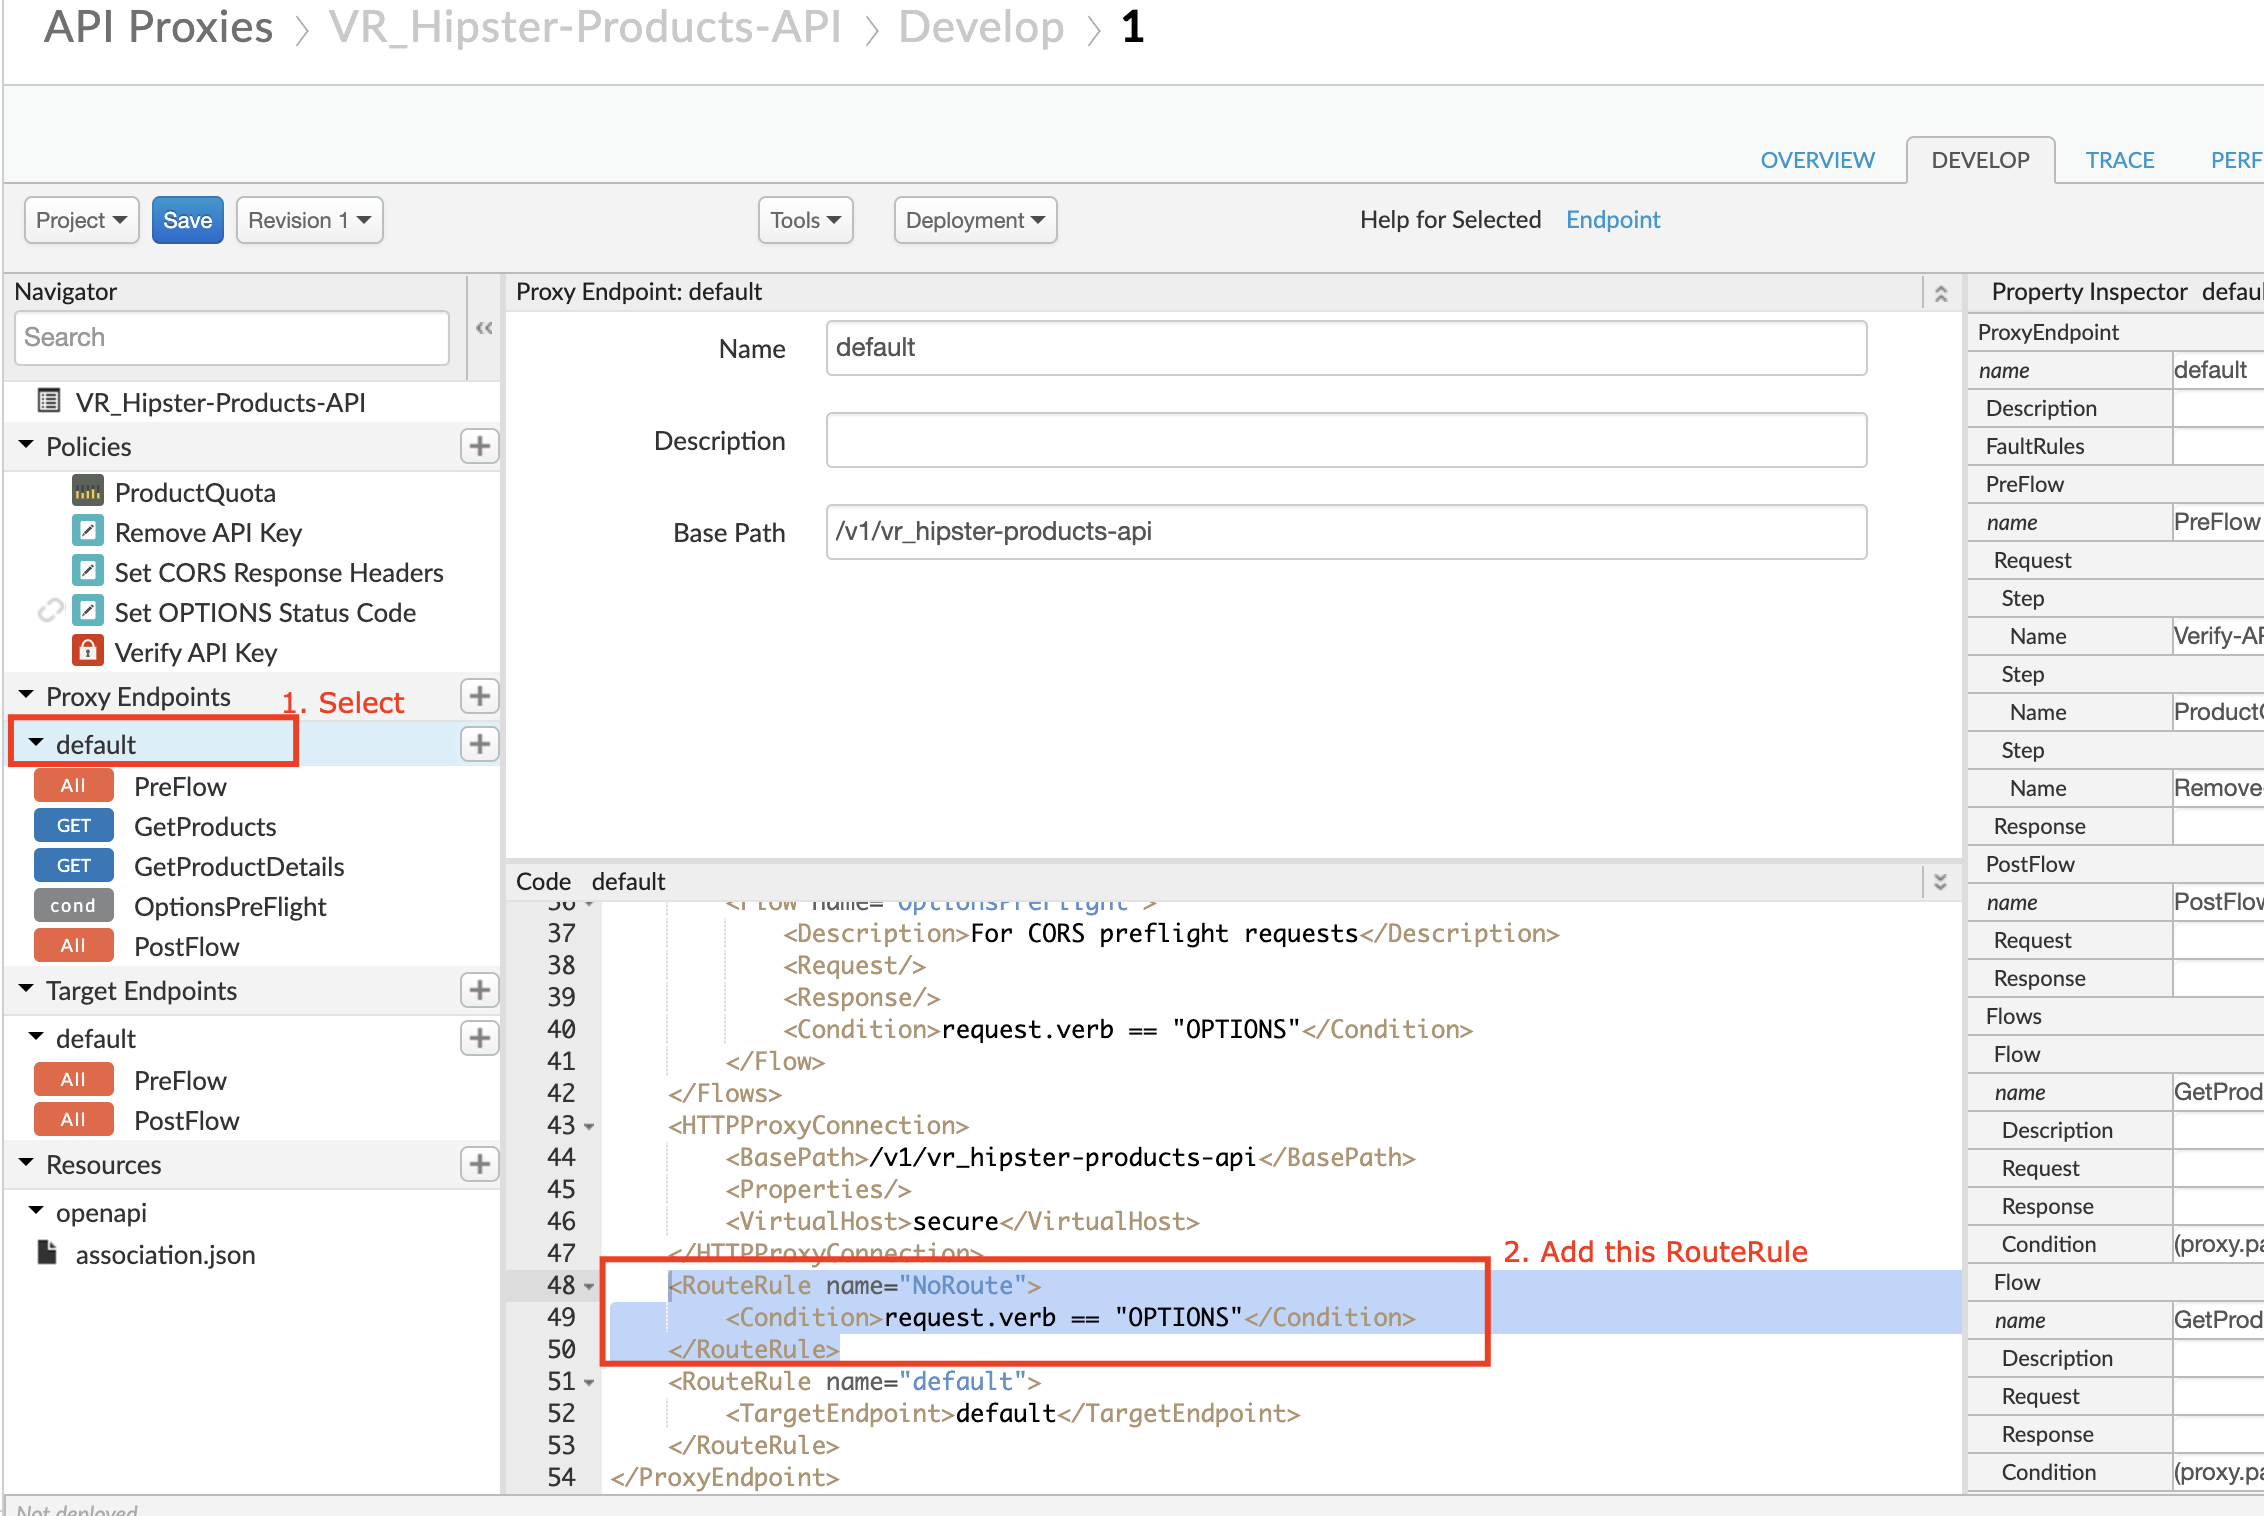 API Proxies > VR_Hipster-Products-API > Develop > 1
OVERVIEW DEVELOP TRACE PERF
Project Save Revision 1 Tools Deployment Help for Selected Endpoint
Navigator
Search
VR_Hipster-Products-API
Policies
ProductQuota
Remove API Key
Set CORS Response Headers
Set OPTIONS Status Code
Verify API Key
Proxy Endpoints
1. Select
default
All PreFlow
GET GetProducts
GET GetProductDetails
cond OptionsPreFlight
All PostFlow
Target Endpoints
default
All PreFlow
All PostFlow
Resources
openapi
association.json
Not deployed
Proxy Endpoint: default
Name default
Description
Base Path /v1/vr_hipster-products-api
Code default
36 <Flow name="OptionsPreFlight">
37 <Description>For CORS preflight requests</Description>
38 <Request/>
39 <Response/>
40 <Condition>request.verb == "OPTIONS"</Condition>
41 </Flow>
42 </Flows>
43 <HTTPProxyConnection>
44 <BasePath>/v1/vr_hipster-products-api</BasePath>
45 <Properties/>
46 <VirtualHost>secure</VirtualHost>
47 </HTTPProxyConnection>
2. Add this RouteRule
48 <RouteRule name="NoRoute">
49 <Condition>request.verb == "OPTIONS"</Condition>
50 </RouteRule>
51 <RouteRule name="default">
52 <TargetEndpoint>default</TargetEndpoint>
53 </RouteRule>
54 </ProxyEndpoint>
Property Inspector defaul
ProxyEndpoint
name default
Description
FaultRules
PreFlow
name PreFlow
Request
Step
Name Verify-AP
Step
Name ProductQ
Step
Name Remove-
Response
PostFlow
name PostFlow
Request
Response
Flows
Flow
name GetProd
Description
Request
Response
Condition (proxy.pa
Flow
name GetProd
Description
Request
Response
Condition (proxy.pa